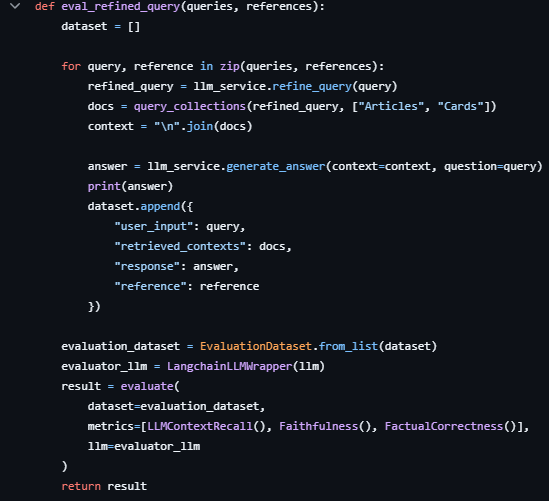 def eval_refined_query(queries, references):
    dataset = []

    for query, reference in zip(queries, references):
        refined_query = llm_service.refine_query(query)
        docs = query_collections(refined_query, ["Articles", "Cards"])
        context = "\n".join(docs)

        answer = llm_service.generate_answer(context=context, question=query)
        print(answer)
        dataset.append({
            "user_input": query,
            "retrieved_contexts": docs,
            "response": answer,
            "reference": reference
        })

    evaluation_dataset = EvaluationDataset.from_list(dataset)
    evaluator_llm = LangchainLLMWrapper(llm)
    result = evaluate(
        dataset=evaluation_dataset,
        metrics=[LLMContextRecall(), Faithfulness(), FactualCorrectness()],
        llm=evaluator_llm
    )
    return result